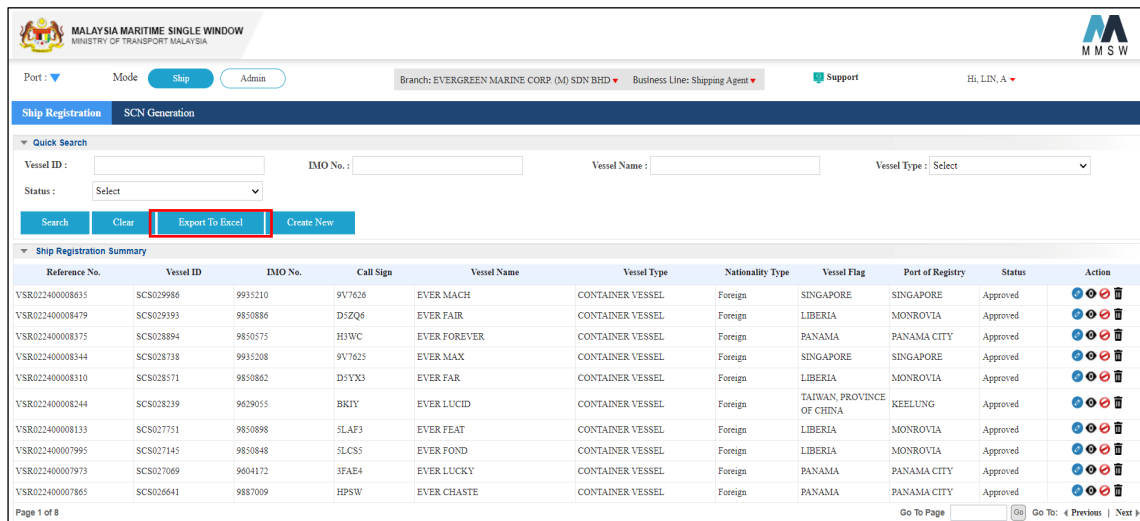 MALAYSIA MARITIME SINGLE WINDOW
MINISTRY OF TRANSPORT MALAYSIA
MMSW
Port : Mode Ship Admin Branch: EVERGREEN MARINE CORP. (M) SDN BHD Business Line: Shipping Agent Support Hi, LIN, A
Ship Registration SCN Generation
Quick Search
Vessel ID : IMO No. : Vessel Name : Vessel Type : Select
Status : Select
Search Clear Export To Excel Create New
Ship Registration Summary
Reference No. Vessel ID IMO No. Call Sign Vessel Name Vessel Type Nationality Type Vessel Flag Port of Registry Status Action
VSR022400008635 SCS029986 9935210 9V7626 EVER MACH CONTAINER VESSEL Foreign SINGAPORE SINGAPORE Approved
VSR022400008479 SCS029393 9850886 D5ZQ6 EVER FAIR CONTAINER VESSEL Foreign LIBERIA MONROVIA Approved
VSR022400008375 SCS028894 9850575 H3WC EVER FOREVER CONTAINER VESSEL Foreign PANAMA PANAMA CITY Approved
VSR022400008344 SCS028738 9935208 9V7625 EVER MAX CONTAINER VESSEL Foreign SINGAPORE SINGAPORE Approved
VSR022400008310 SCS028571 9850862 D5YX3 EVER FAR CONTAINER VESSEL Foreign LIBERIA MONROVIA Approved
VSR022400008244 SCS028239 9629055 BKIY EVER LUCID CONTAINER VESSEL Foreign TAIWAN, PROVINCE OF CHINA KEELUNG Approved
VSR022400008133 SCS027751 9850898 5LAF3 EVER FEAT CONTAINER VESSEL Foreign LIBERIA MONROVIA Approved
VSR022400007995 SCS027145 9850848 5LCS5 EVER FOND CONTAINER VESSEL Foreign LIBERIA MONROVIA Approved
VSR022400007973 SCS027069 9604172 3FAE4 EVER LUCKY CONTAINER VESSEL Foreign PANAMA PANAMA CITY Approved
VSR022400007865 SCS026641 9887009 HPSW EVER CHASTE CONTAINER VESSEL Foreign PANAMA PANAMA CITY Approved
Page 1 of 8 Go To Page Go Go To: Previous | Next